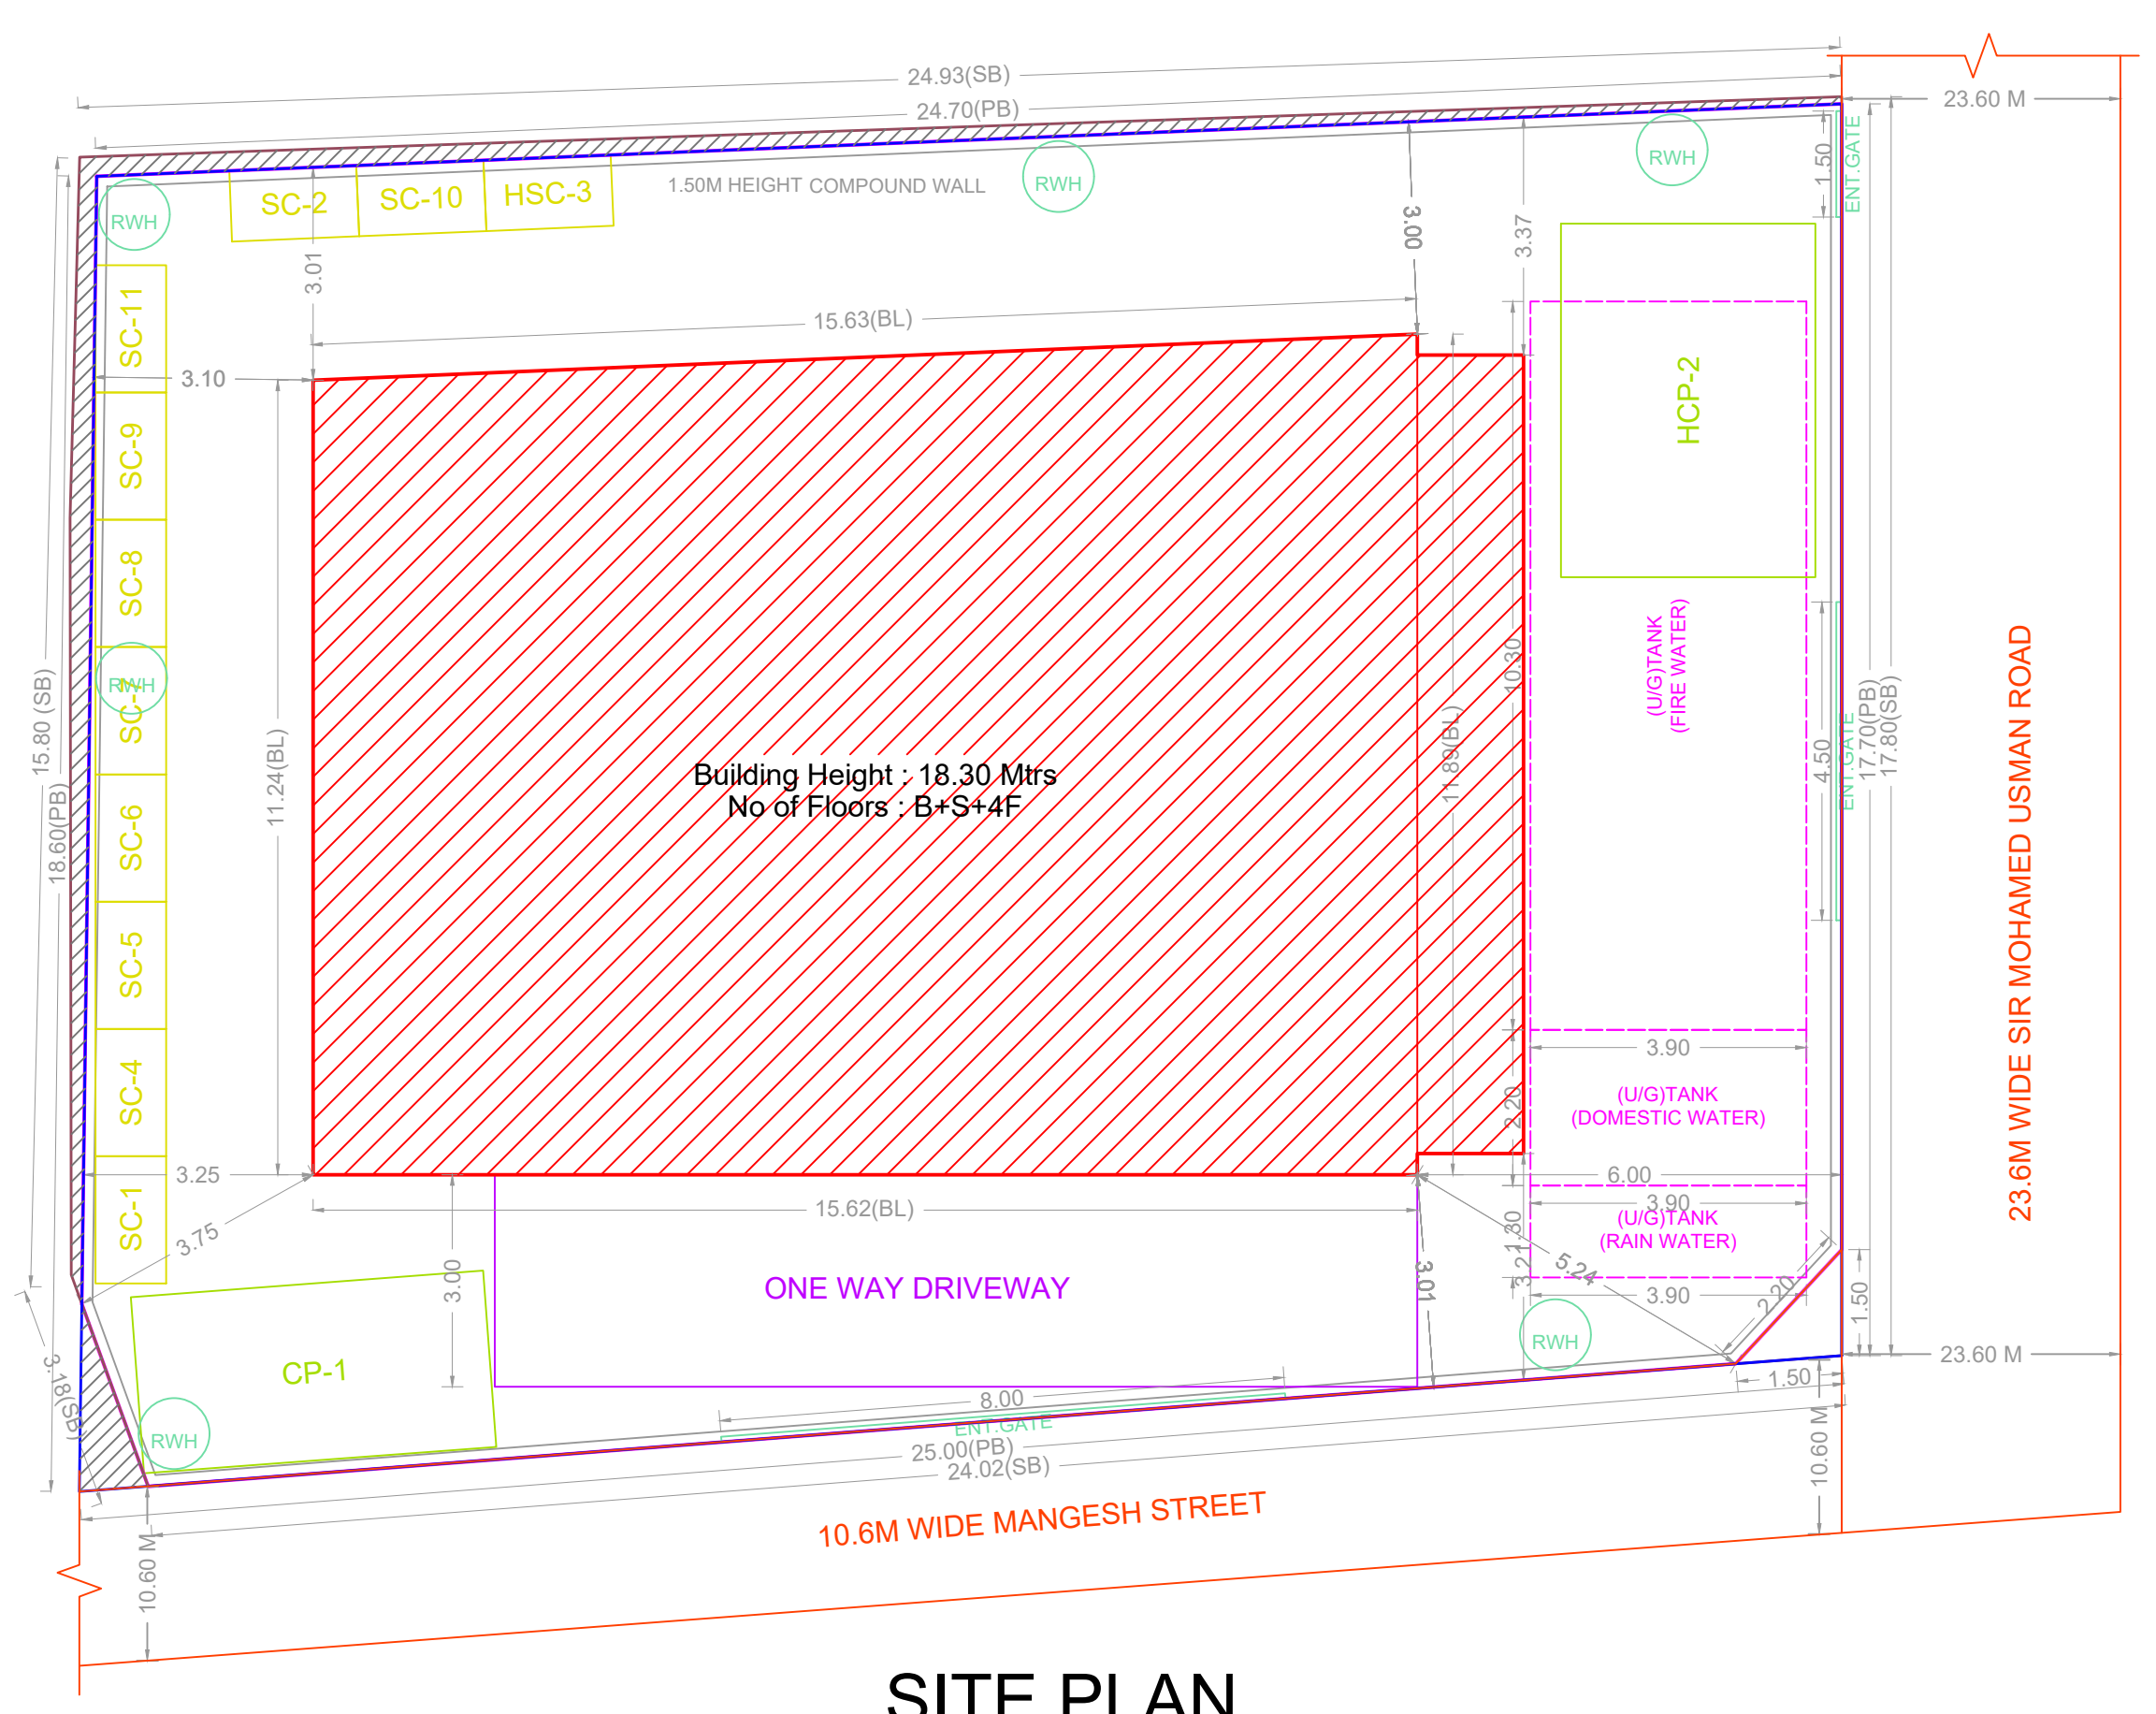 24.93(SB)
24.70(PB)
23.60 M
RWH
SC-2
SC-10
HSC-3
1.50M HEIGHT COMPOUND WALL
RWH
RWH
1.50
ENT.GATE
3.01
3.00
3.37
15.63(BL)
3.10
SC-11
SC-9
SC-8
RWH
SC-7
SC-6
SC-5
SC-4
SC-1
15.80 (SB)
18.60(PB)
11.24(BL)
Building Height : 18.30 Mtrs
No of Floors : B+S+4F
11.89(BL)
10.30
HCP-2
(U/G)TANK
(FIRE WATER)
4.50
ENT.GATE
17.70(PB)
17.80(SB)
23.6M WIDE SIR MOHAMED USMAN ROAD
3.90
2.20
(U/G)TANK
(DOMESTIC WATER)
3.25
6.00
3.90
15.62(BL)
(U/G)TANK
(RAIN WATER)
1.30
3.21
3.75
3.00
ONE WAY DRIVEWAY
3.01
5.24
3.90
2.20
1.50
RWH
23.60 M
3.18(SB)
CP-1
RWH
8.00
ENT.GATE
1.50
25.00(PB)
24.02(SB)
10.60 M
10.6M WIDE MANGESH STREET
10.60 M
SITE PLAN